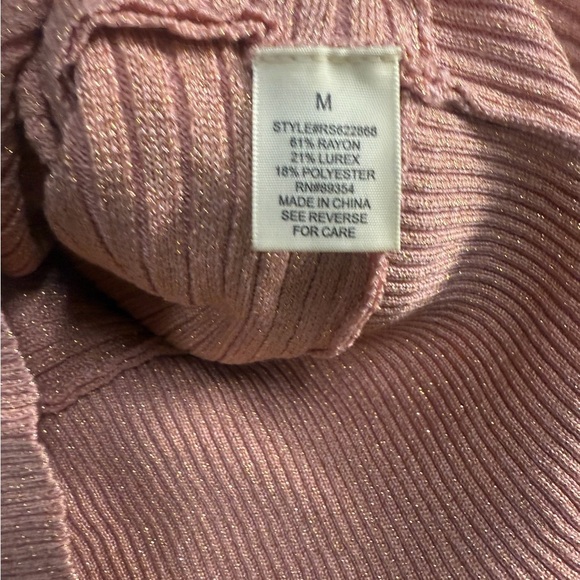 M
STYLE#RS622868
61% RAYON
21% LUREX
18% POLYESTER
RN#89354
MADE IN CHINA
SEE REVERSE
FOR CARE